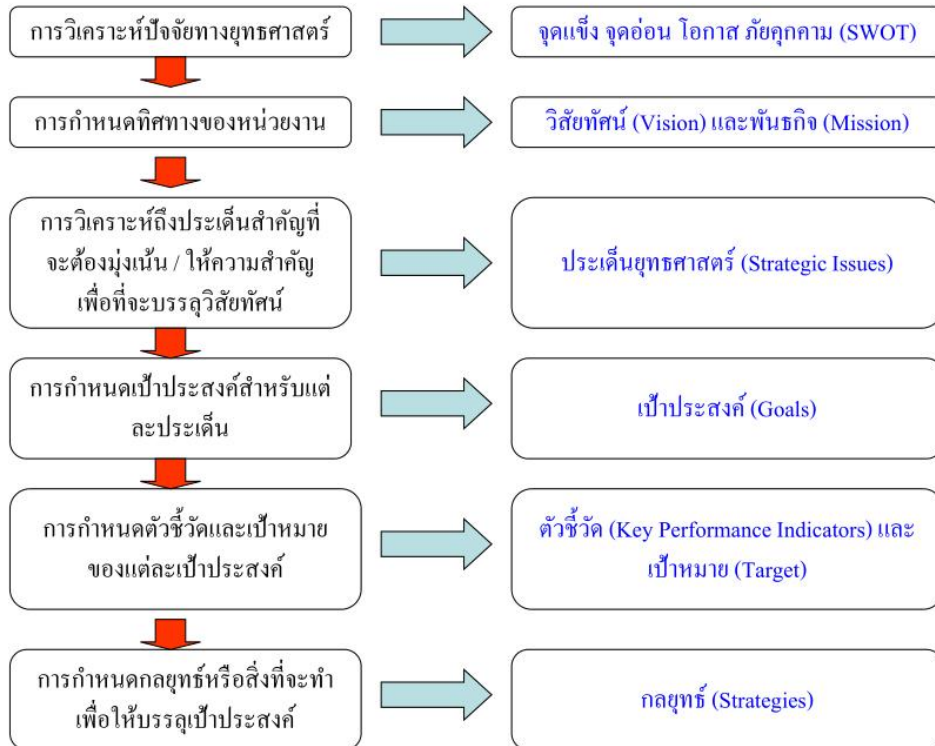 การวิเคราะห์ปัจจัยทางยุทธศาสตร์
จุดแข็ง จุดอ่อน โอกาส ภัยคุกคาม (SWOT)
การกำหนดทิศทางของหน่วยงาน
วิสัยทัศน์ (Vision) และพันธกิจ (Mission)
การวิเคราะห์ถึงประเด็นสำคัญที่
จะต้องมุ่งเน้น / ให้ความสำคัญ
เพื่อที่จะบรรลุวิสัยทัศน์
ประเด็นยุทธศาสตร์ (Strategic Issues)
การกำหนดเป้าประสงค์สำหรับแต่
ละประเด็น
เป้าประสงค์ (Goals)
การกำหนดตัวชี้วัดและเป้าหมาย
ของแต่ละเป้าประสงค์
ตัวชี้วัด (Key Performance Indicators) และ
เป้าหมาย (Target)
การกำหนดกลยุทธ์หรือสิ่งที่จะทำ
เพื่อให้บรรลุเป้าประสงค์
กลยุทธ์ (Strategies)